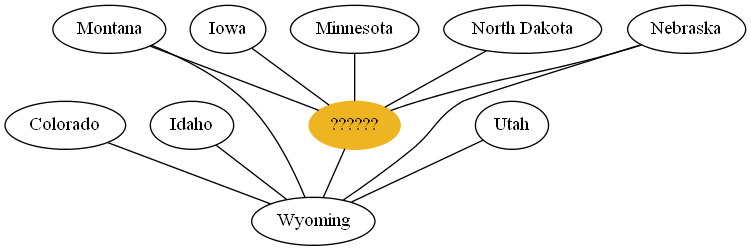 Montana
Iowa
Minnesota
North Dakota
Nebraska
Colorado
Idaho
??????
Utah
Wyoming